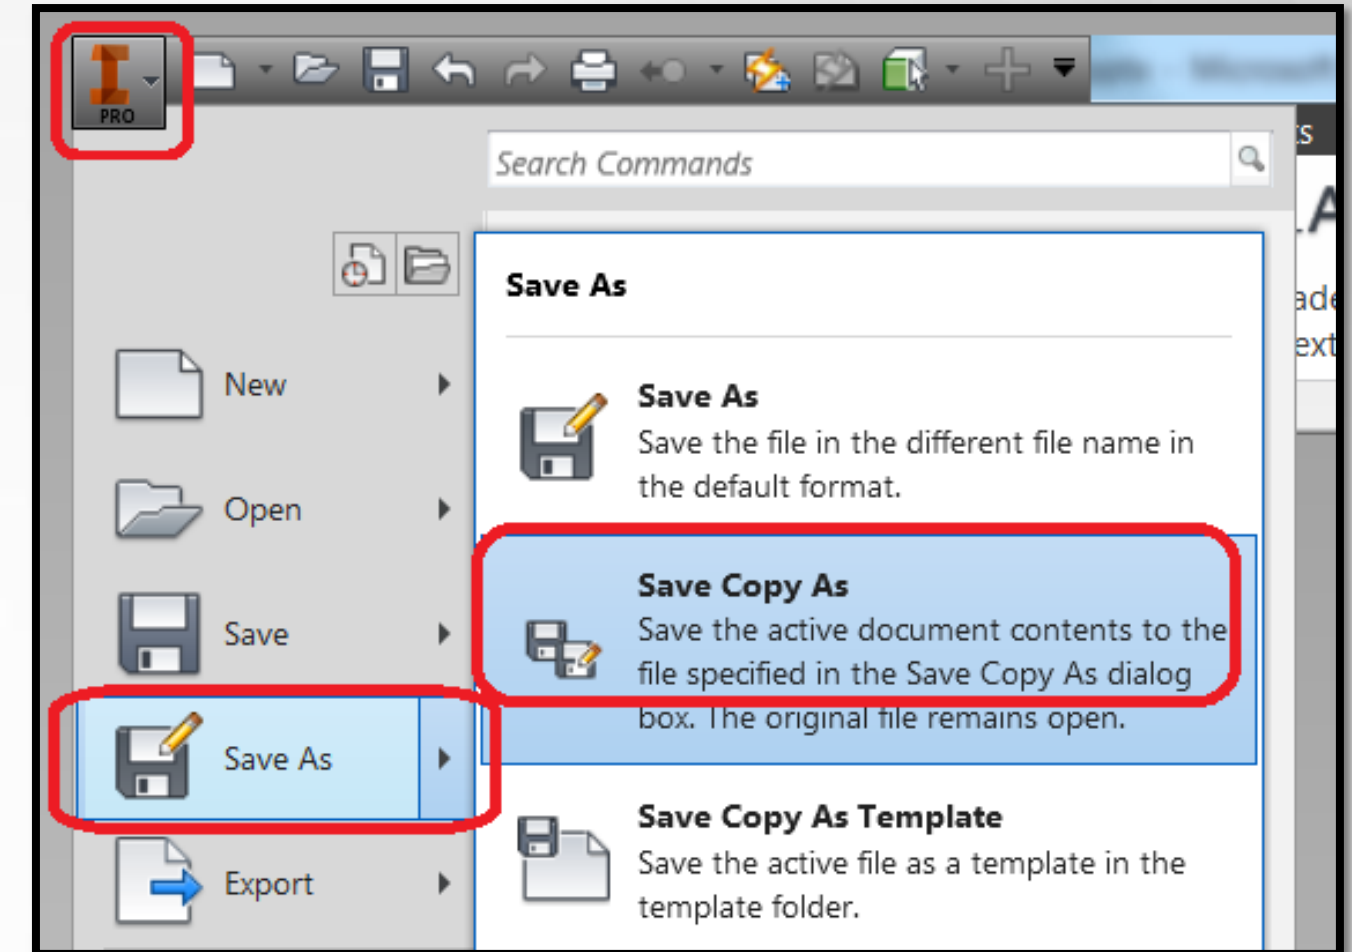 PRO
Search Commands
Save As
New
Open
Save
Save As
Export
Save As
Save the file in the different file name in
the default format.
Save Copy As
Save the active document contents to the
file specified in the Save Copy As dialog
box. The original file remains open.
Save Copy As Template
Save the active file as a template in the
template folder.